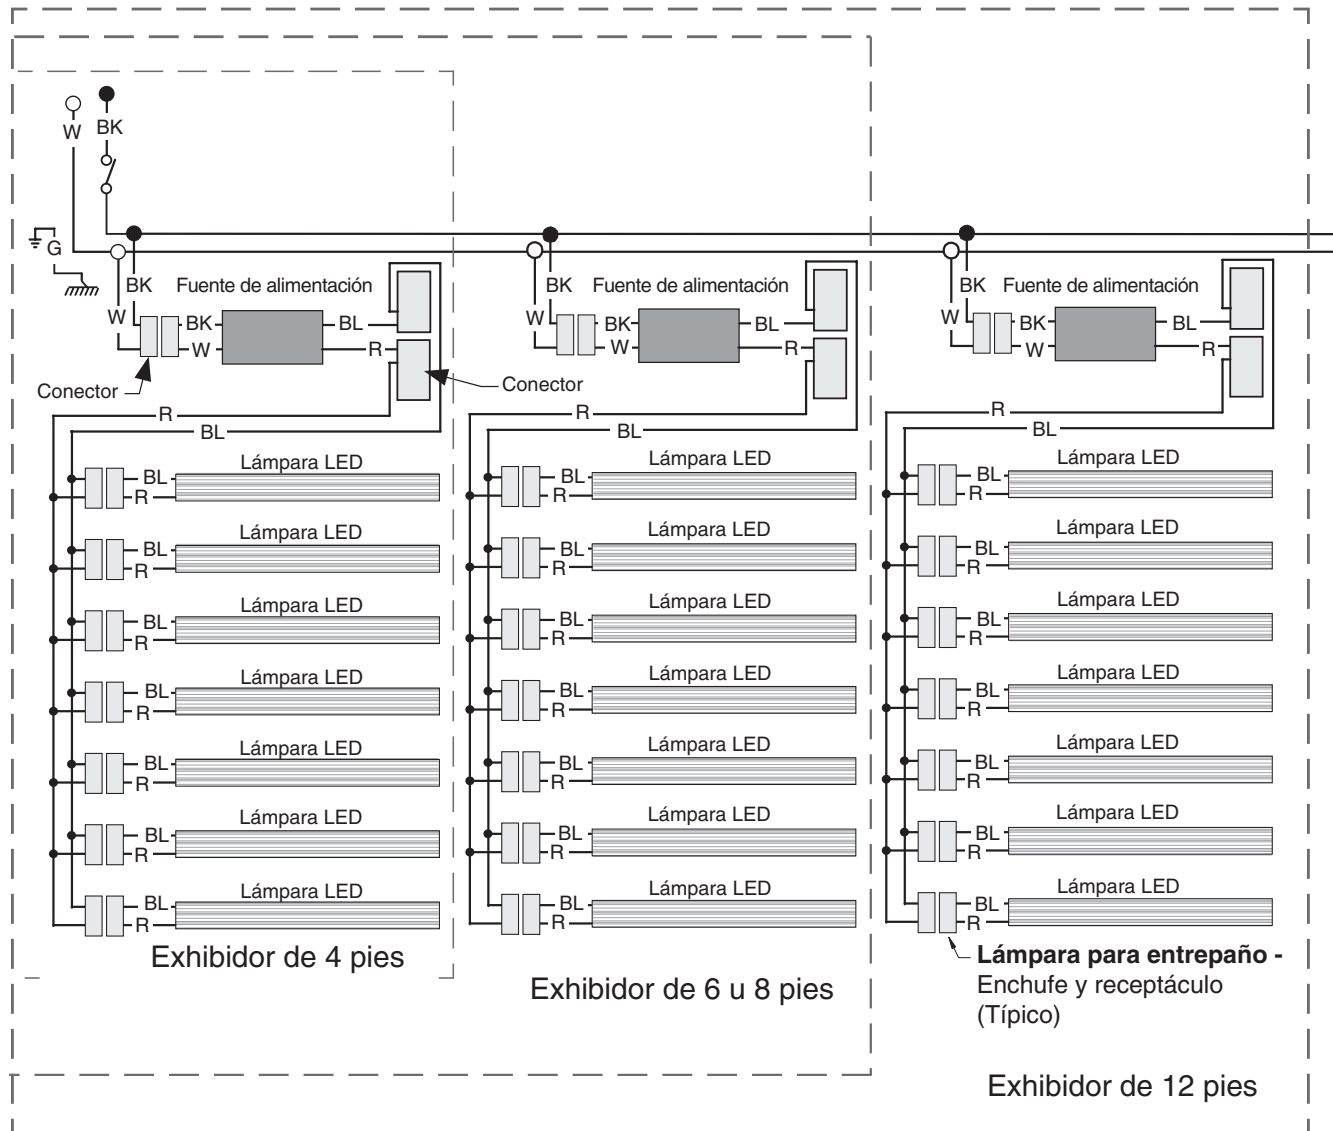 W
BK
G
BK
Fuente de alimentación
W
BK
BL
W
R
Conector
Conector
R
BL
Lámpara LED
BL
R
Lámpara LED
BL
R
Lámpara LED
BL
R
Lámpara LED
BL
R
Lámpara LED
BL
R
Lámpara LED
BL
R
Lámpara LED
BL
R
Exhibidor de 4 pies
BK
Fuente de alimentación
W
BK
BL
W
R
R
BL
Lámpara LED
BL
R
Lámpara LED
BL
R
Lámpara LED
BL
R
Lámpara LED
BL
R
Lámpara LED
BL
R
Lámpara LED
BL
R
Lámpara LED
BL
R
Exhibidor de 6 u 8 pies
BK
Fuente de alimentación
W
BK
BL
W
R
R
BL
Lámpara LED
BL
R
Lámpara LED
BL
R
Lámpara LED
BL
R
Lámpara LED
BL
R
Lámpara LED
BL
R
Lámpara LED
BL
R
Lámpara LED
BL
R
Lámpara para entrepaño -
Enchufe y receptáculo
(Típico)
Exhibidor de 12 pies